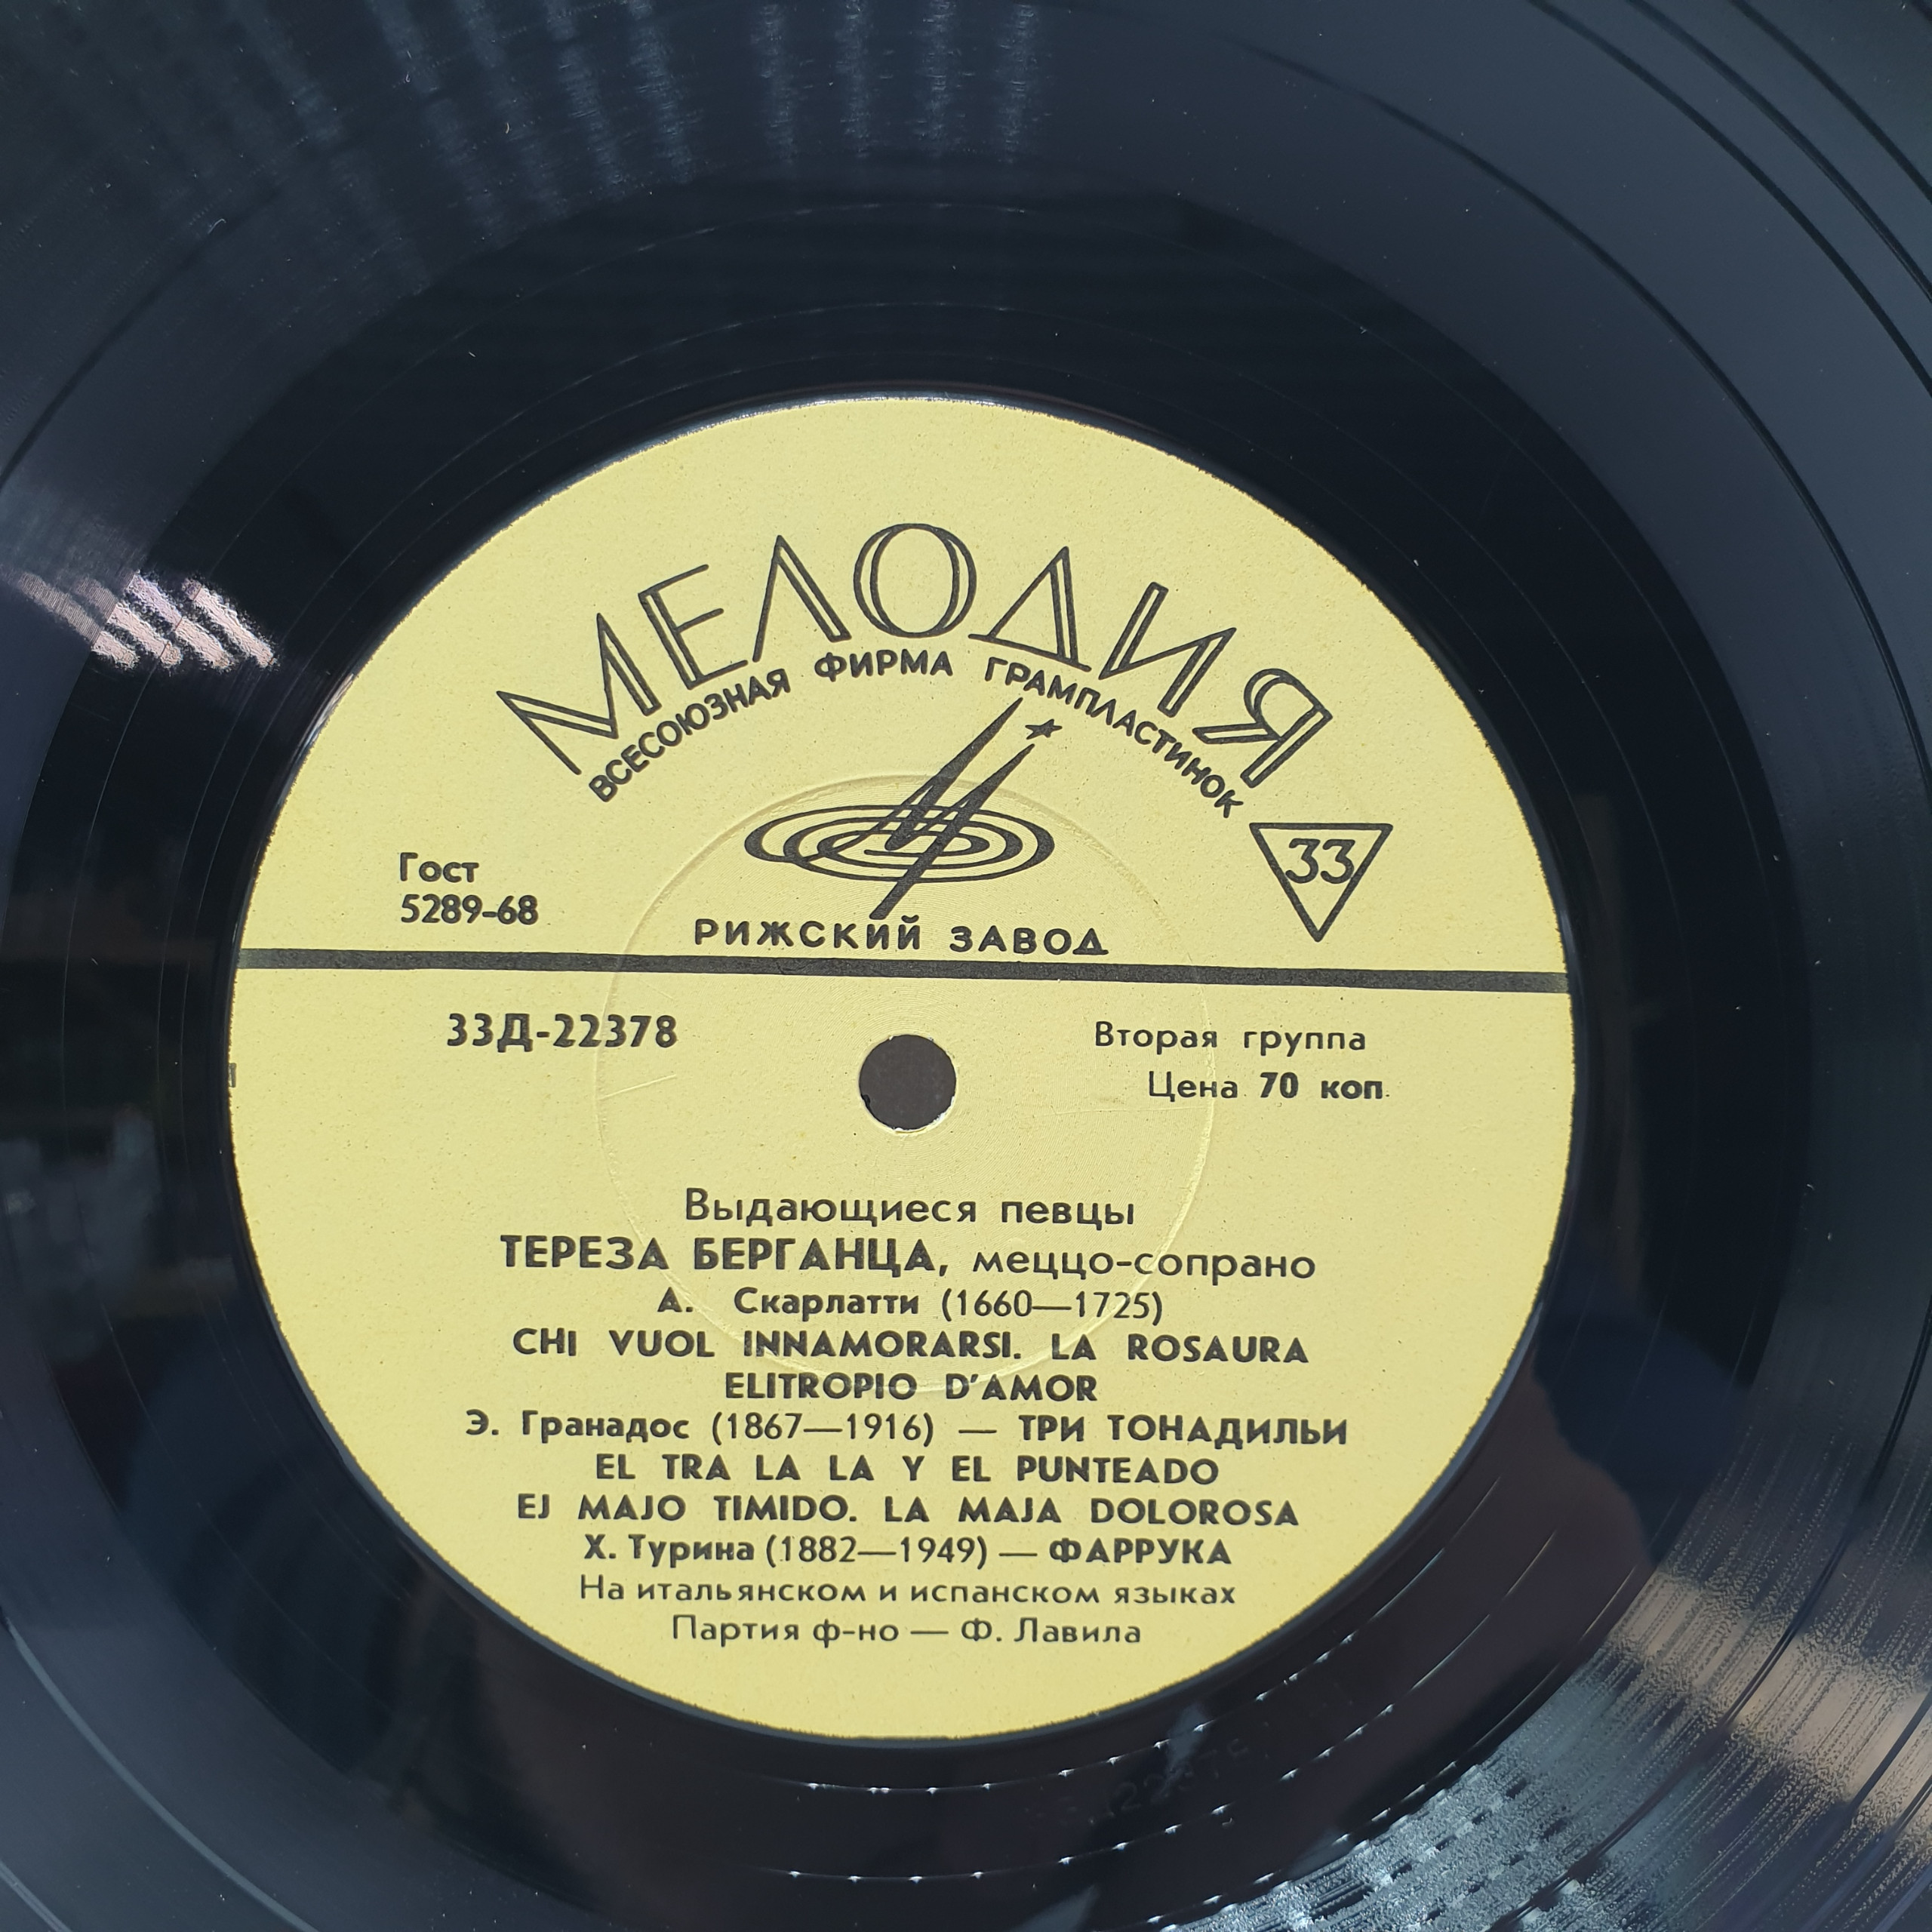 МЕЛОДИЯ
ВСЕСОЮЗНАЯ ФИРМА ГРАМПЛАСТИНОК
33
Гост
5289-68
РИЖСКИЙ ЗАВОД
33Д-22378
Вторая группа
Цена 70 коп.
Выдающиеся певцы
ТЕРЕЗА БЕРГАНЦА, меццо-сопрано
А. Скарлатти (1660—1725)
CHI VUOL INNAMORARSI. LA ROSAURA
ELITROPIO D'AMOR
Э. Гранадос (1867—1916) — ТРИ ТОНАДИЛЬИ
EL TRA LA LA Y EL PUNTEADO
EJ MAJO TIMIDO. LA MAJA DOLOROSA
Х. Турина (1882—1949) — ФАРРУКА
На итальянском и испанском языках
Партия ф-но — Ф. Лавила